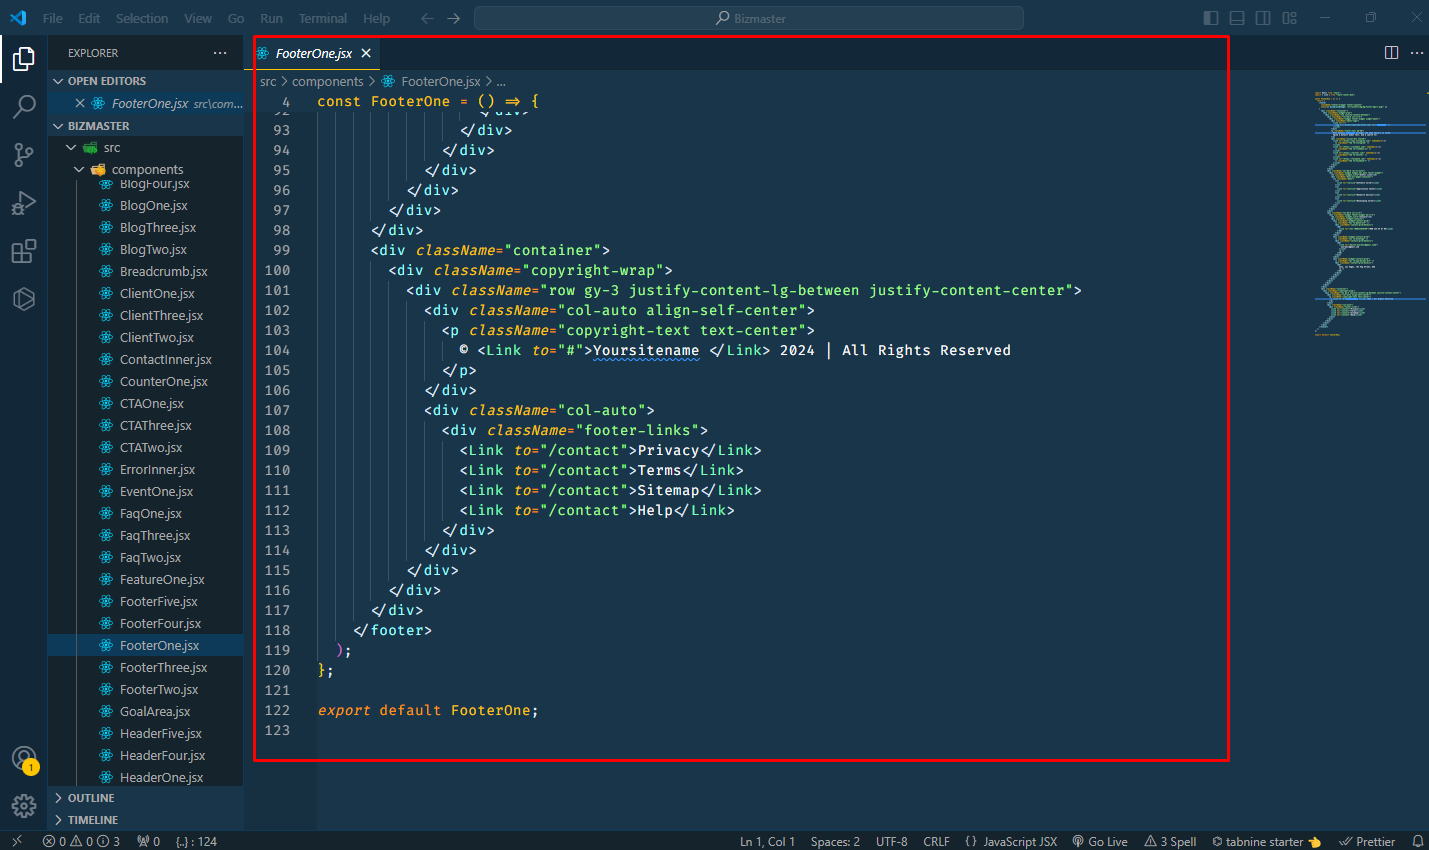 File Edit Selection View Go Run Terminal Help Bizmaster
EXPLORER ...
OPEN EDITORS
FooterOne.jsx src\com...
BIZMASTER
src
components
BlogFour.jsx
BlogOne.jsx
BlogThree.jsx
BlogTwo.jsx
Breadcrumb.jsx
ClientOne.jsx
ClientThree.jsx
ClientTwo.jsx
ContactInner.jsx
CounterOne.jsx
CTAOne.jsx
CTAThree.jsx
CTATwo.jsx
ErrorInner.jsx
EventOne.jsx
FaqOne.jsx
FaqThree.jsx
FaqTwo.jsx
FeatureOne.jsx
FooterFive.jsx
FooterFour.jsx
FooterOne.jsx
FooterThree.jsx
FooterTwo.jsx
GoalArea.jsx
HeaderFive.jsx
HeaderFour.jsx
HeaderOne.jsx
OUTLINE
TIMELINE
1
FooterOne.jsx
src > components > FooterOne.jsx > ...
4 const FooterOne = () => {
92 </div>
93 </div>
94 </div>
95 </div>
96 </div>
97 </div>
98 </div>
99 <div className="container">
100 <div className="copyright-wrap">
101 <div className="row gy-3 justify-content-lg-between justify-content-center">
102 <div className="col-auto align-self-center">
103 <p className="copyright-text text-center">
104 © <Link to="#">Yoursitename </Link> 2024 | All Rights Reserved
105 </p>
106 </div>
107 <div className="col-auto">
108 <div className="footer-links">
109 <Link to="/contact">Privacy</Link>
110 <Link to="/contact">Terms</Link>
111 <Link to="/contact">Sitemap</Link>
112 <Link to="/contact">Help</Link>
113 </div>
114 </div>
115 </div>
116 </div>
117 </div>
118 </footer>
119 );
120 };
121
122 export default FooterOne;
123
0 0 3 0 {..} : 124 Ln 1, Col 1 Spaces: 2 UTF-8 CRLF {} JavaScript JSX Go Live 3 Spell tabnine starter Prettier